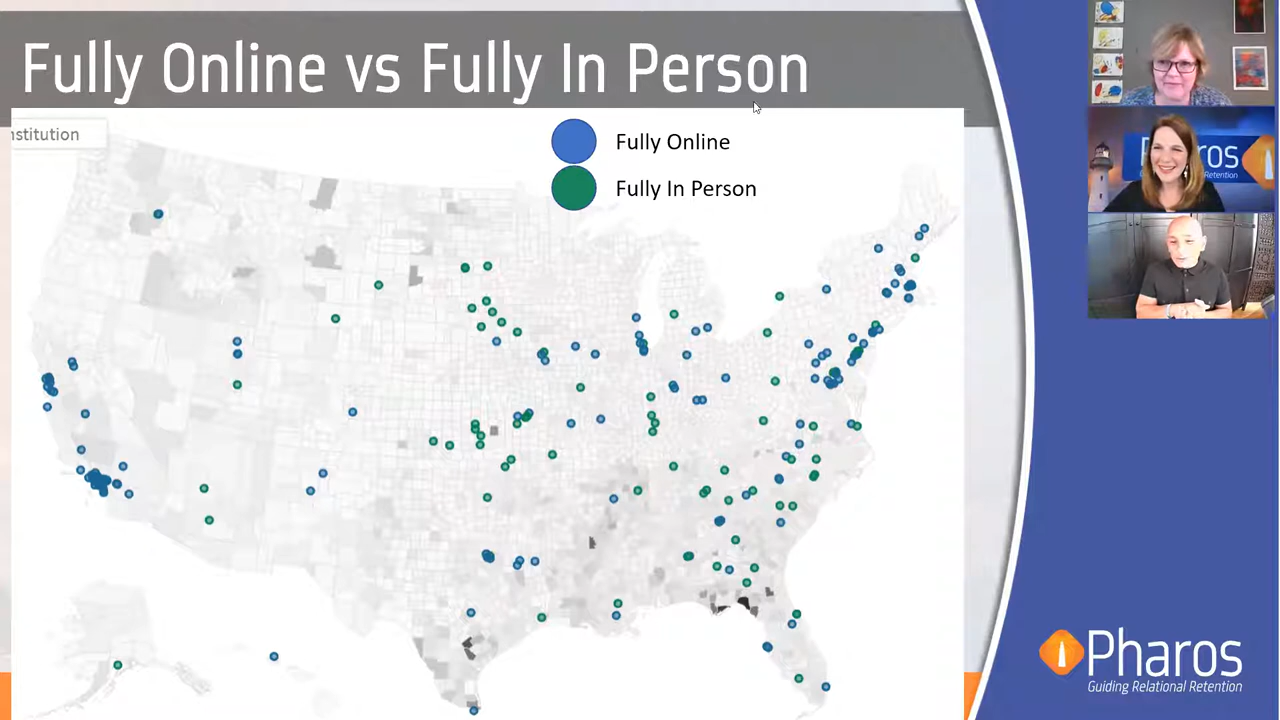 Fully Online vs Fully In Person
nstitution
Fully Online
Fully In Person
Pharos
Guiding Relational Retention